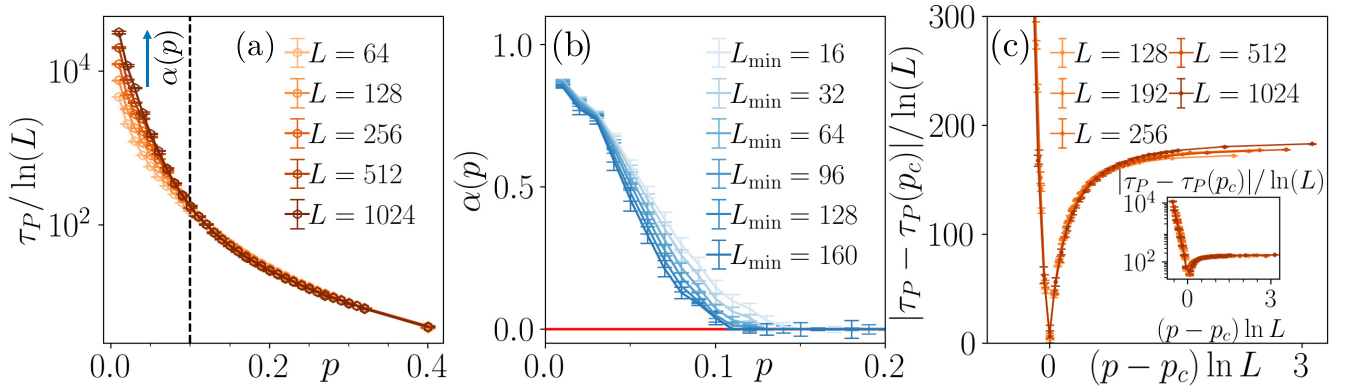 (a)
τ_P/ln(L)
10^4
10^2
α(p)
L = 64
L = 128
L = 256
L = 512
L = 1024
0.0
0.2
0.4
p
(b)
α(p)
1.0
0.5
0.0
L_min = 16
L_min = 32
L_min = 64
L_min = 96
L_min = 128
L_min = 160
0.0
0.1
0.2
p
(c)
|τ_P − τ_P(p_c)|/ln(L)
300
200
100
0
L = 128
L = 192
L = 256
L = 512
L = 1024
|τ_P − τ_P(p_c)|/ln(L)
10^4
10^2
0
3
(p − p_c) ln L
0
3
(p − p_c) ln L